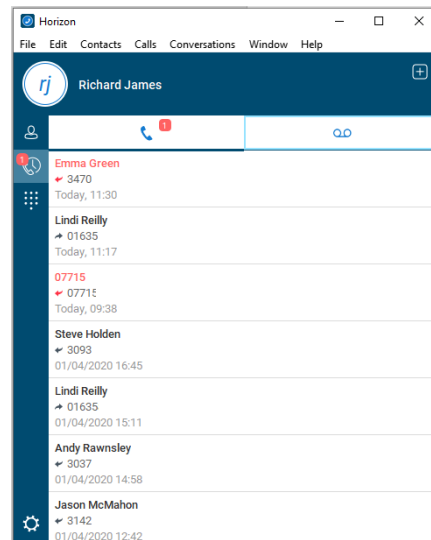 Horizon
File Edit Contacts Calls Conversations Window Help
rj Richard James
1
1
Emma Green
3470
Today, 11:30
Lindi Reilly
01635
Today, 11:17
07715
07715
Today, 09:38
Steve Holden
3093
01/04/2020 16:45
Lindi Reilly
01635
01/04/2020 15:11
Andy Rawnsley
3037
01/04/2020 14:58
Jason McMahon
3142
01/04/2020 12:42